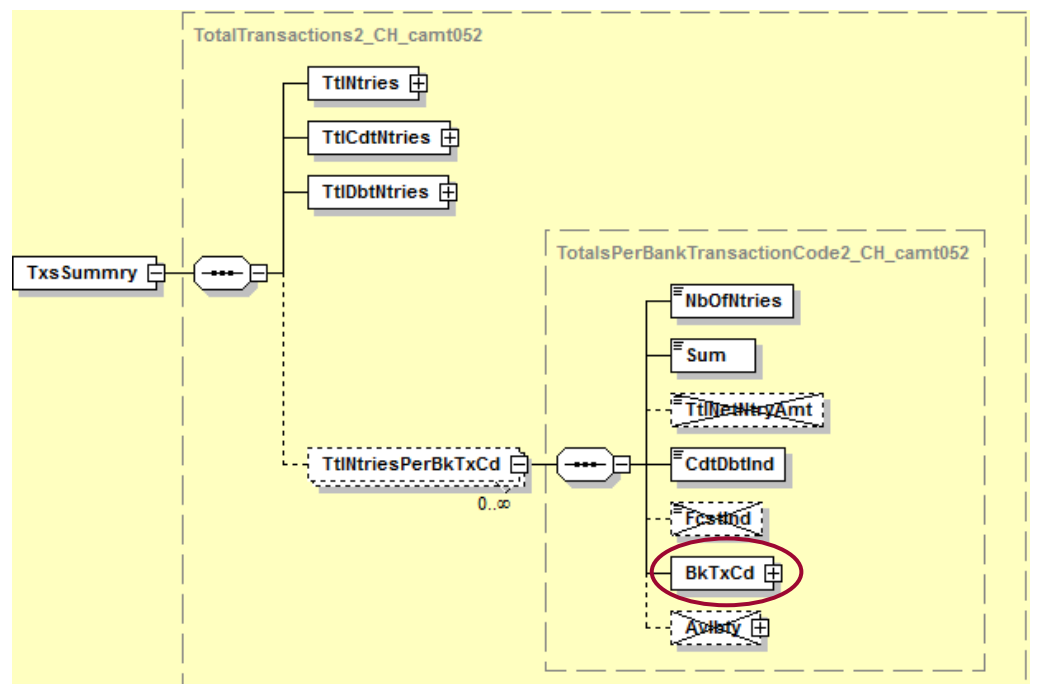 TotalTransactions2_CH_camt052
TtlNtries
TtlCdtNtries
TtlDbtNtries
TotalsPerBankTransactionCode2_CH_camt052
TxsSummry
NbOfNtries
Sum
TtlNetNtryAmt
TtlNtriesPerBkTxCd
CdtDbtInd
0..∞
FcstInd
BkTxCd
Avlbty